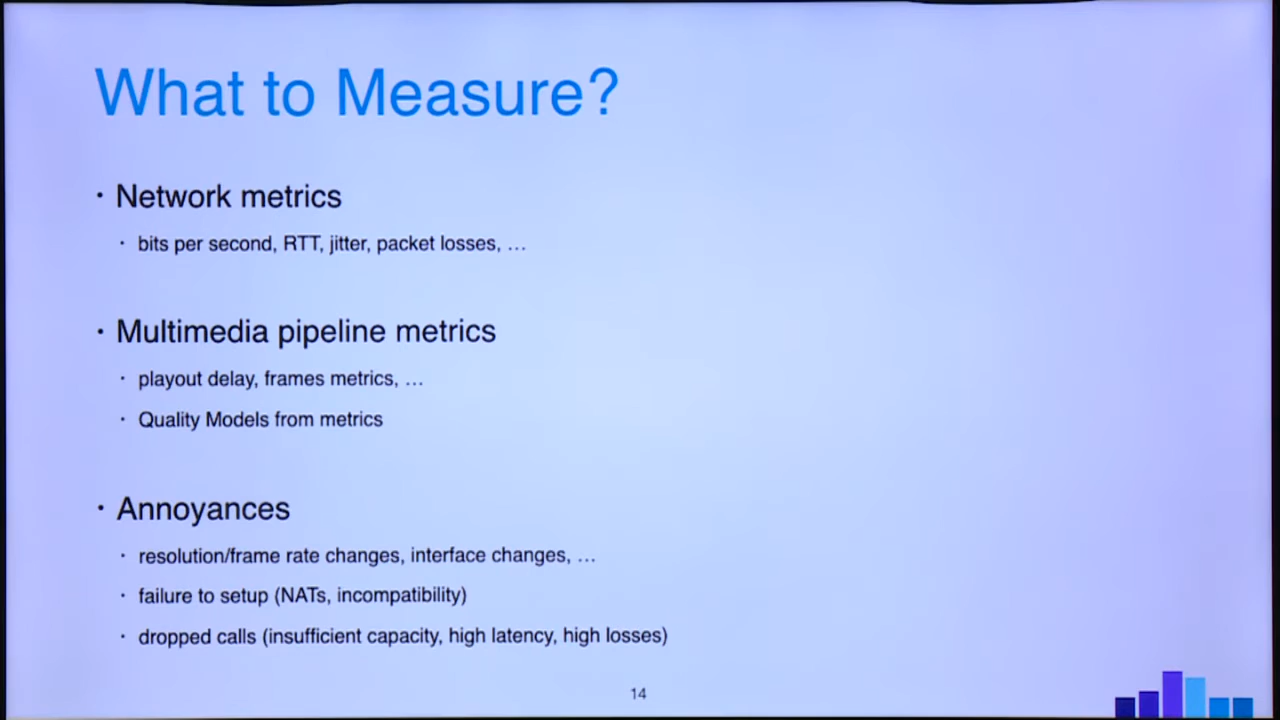 What to Measure?
· Network metrics
· bits per second, RTT, jitter, packet losses, …
· Multimedia pipeline metrics
· playout delay, frames metrics, …
· Quality Models from metrics
· Annoyances
· resolution/frame rate changes, interface changes, …
· failure to setup (NATs, incompatibility)
· dropped calls (insufficient capacity, high latency, high losses)
14